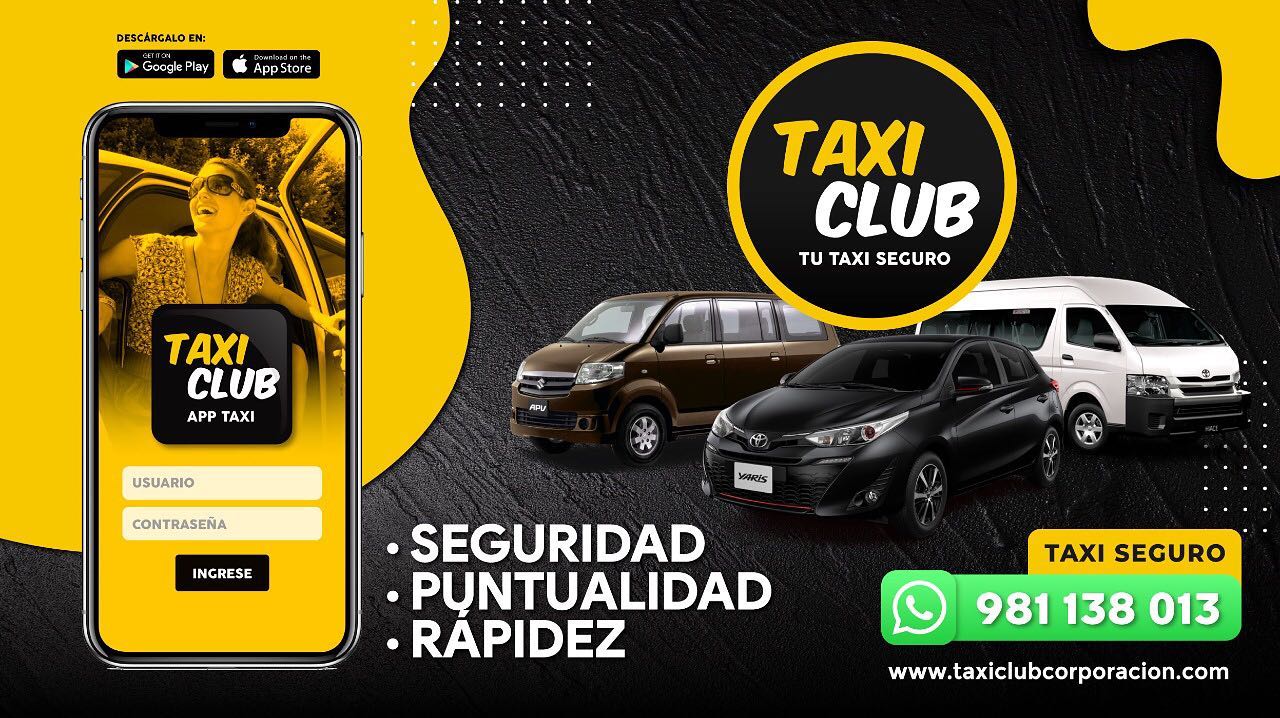 DESCÁRGALO EN:
GET IT ON
Google Play
Download on the
App Store
TAXI
CLUB
APP TAXI
USUARIO
CONTRASEÑA
INGRESE
TAXI
CLUB
TU TAXI SEGURO
APV
YARIS
HIACE
• SEGURIDAD
• PUNTUALIDAD
• RÁPIDEZ
TAXI SEGURO
981 138 013
www.taxiclubcorporacion.com